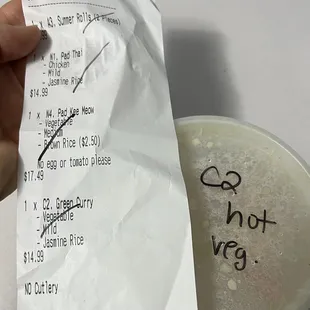 1 x A3. Summer Rolls (2 Pieces)
1 x N1. Pad Thai
- Chicken
- Mild
- Jasmine Rice
$14.99
1 x N4. Pad Kee Meow
- Vegetable
- Medium
- Brown Rice ($2.50)
No egg or tomato please
$17.49
1 x C2. Green Curry
- Vegetable
- Mild
- Jasmine Rice
$14.99
NO Cutlery
C2
hot
veg.